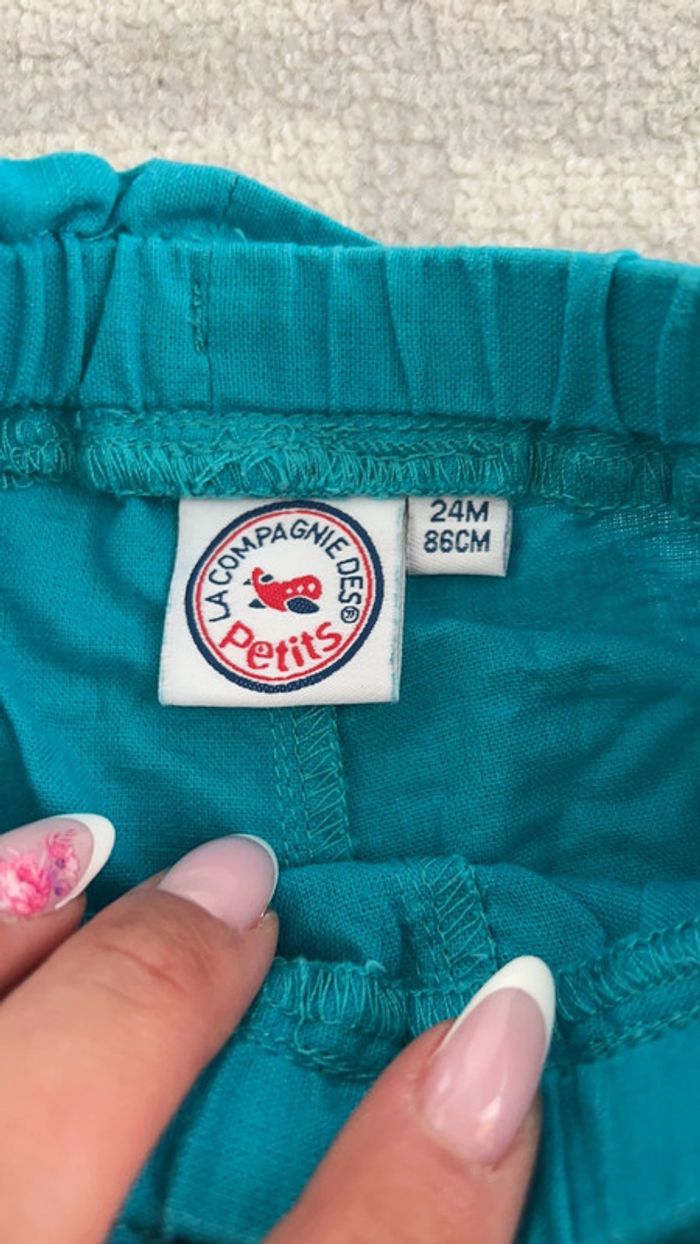 LA COMPAGNIE DES®
Petits
24M
86CM